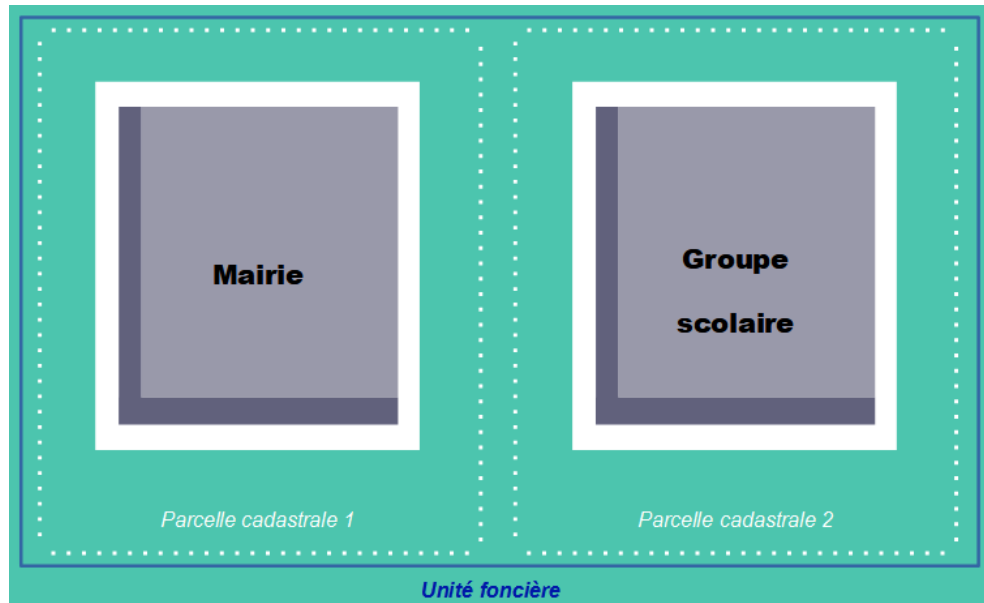 Mairie
Groupe
scolaire
Parcelle cadastrale 1
Parcelle cadastrale 2
Unité foncière